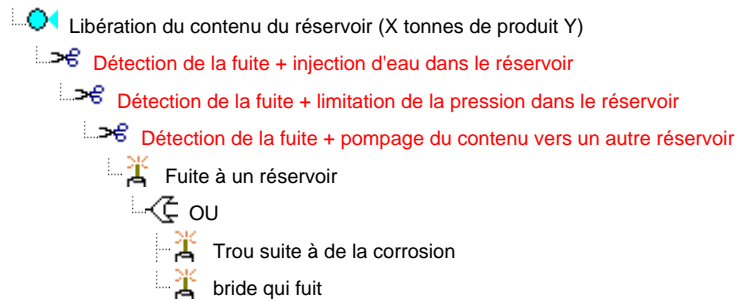 Libération du contenu du réservoir (X tonnes de produit Y)
Détection de la fuite + injection d'eau dans le réservoir
Détection de la fuite + limitation de la pression dans le réservoir
Détection de la fuite + pompage du contenu vers un autre réservoir
Fuite à un réservoir
OU
Trou suite à de la corrosion
bride qui fuit